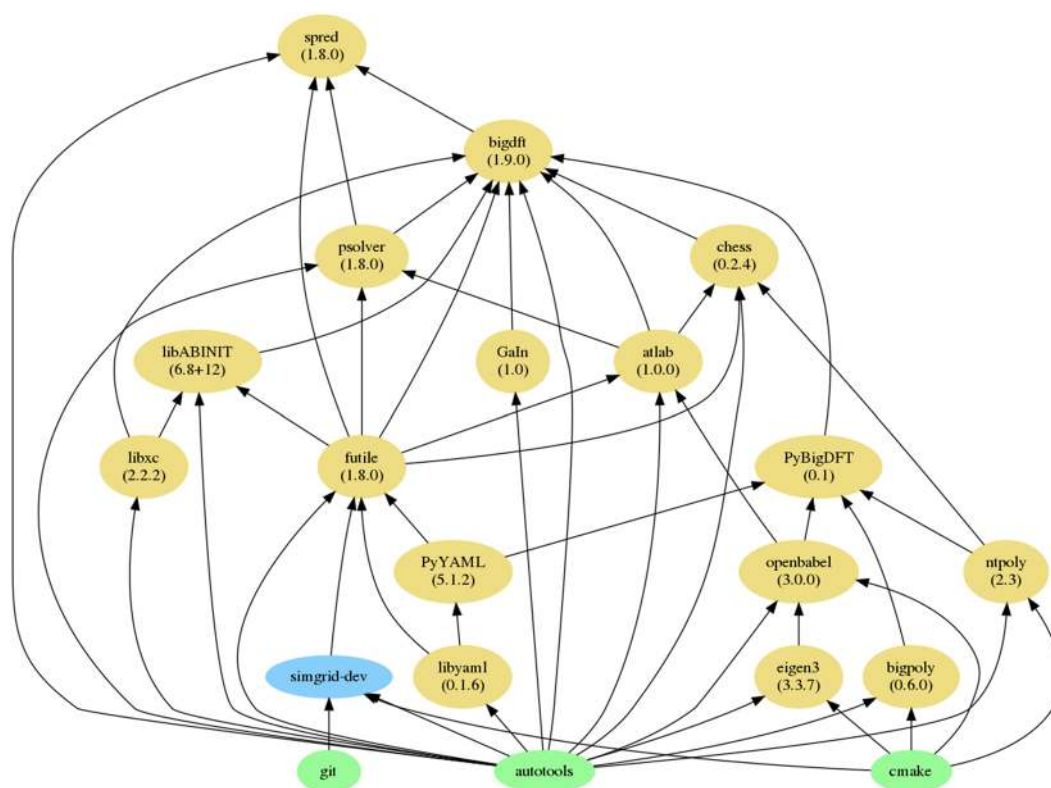 spred
(1.8.0)
bigdft
(1.9.0)
psolver
(1.8.0)
chess
(0.2.4)
libABINIT
(6.8+12)
GaIn
(1.0)
atlab
(1.0.0)
libxc
(2.2.2)
futile
(1.8.0)
PyBigDFT
(0.1)
PyYAML
(5.1.2)
openbabel
(3.0.0)
ntpoly
(2.3)
simgrid-dev
libyaml
(0.1.6)
eigen3
(3.3.7)
bigpoly
(0.6.0)
git
autotools
cmake